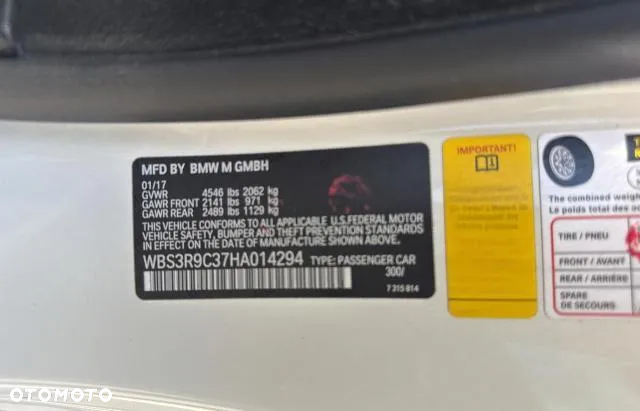 MFD BY BMW M GMBH
01/17
GVWR 4546 lbs 2062 kg
GAWR FRONT 2141 lbs 971 kg
GAWR REAR 2489 lbs 1129 kg
THIS VEHICLE CONFORMS TO ALL APPLICABLE U.S. FEDERAL MOTOR
VEHICLE SAFETY, BUMPER AND THEFT PREVENTION STANDARDS
IN EFFECT ON THE DATE OF MANUFACTURE SHOWN ABOVE.
WBS3R9C37HA014294 TYPE: PASSENGER CAR
300/
7 315 814
IMPORTANT
The combined weight
Le poids total des occ
TIRE / PNEU
FRONT / AVANT
REAR / ARRIÈRE
SPARE
DE SECOURS
OTOMOTO